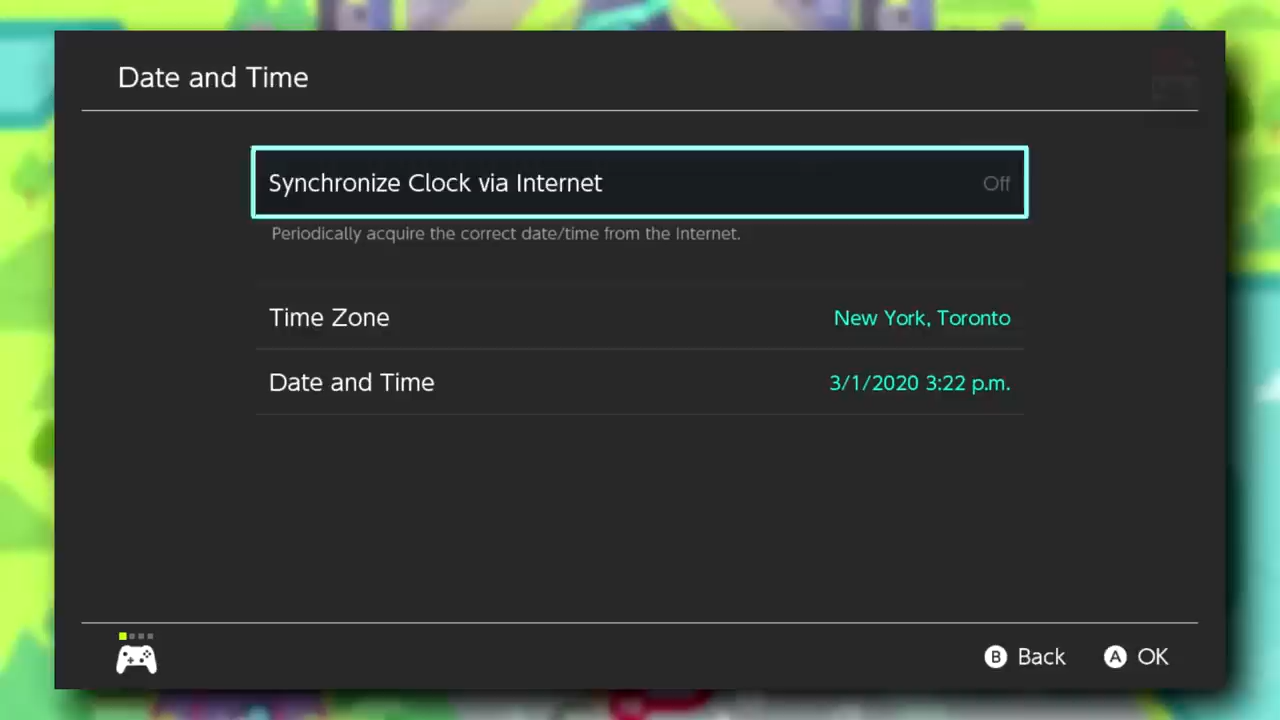 Date and Time
Synchronize Clock via Internet Off
Periodically acquire the correct date/time from the Internet.
Time Zone New York, Toronto
Date and Time 3/1/2020 3:22 p.m.
B Back A OK